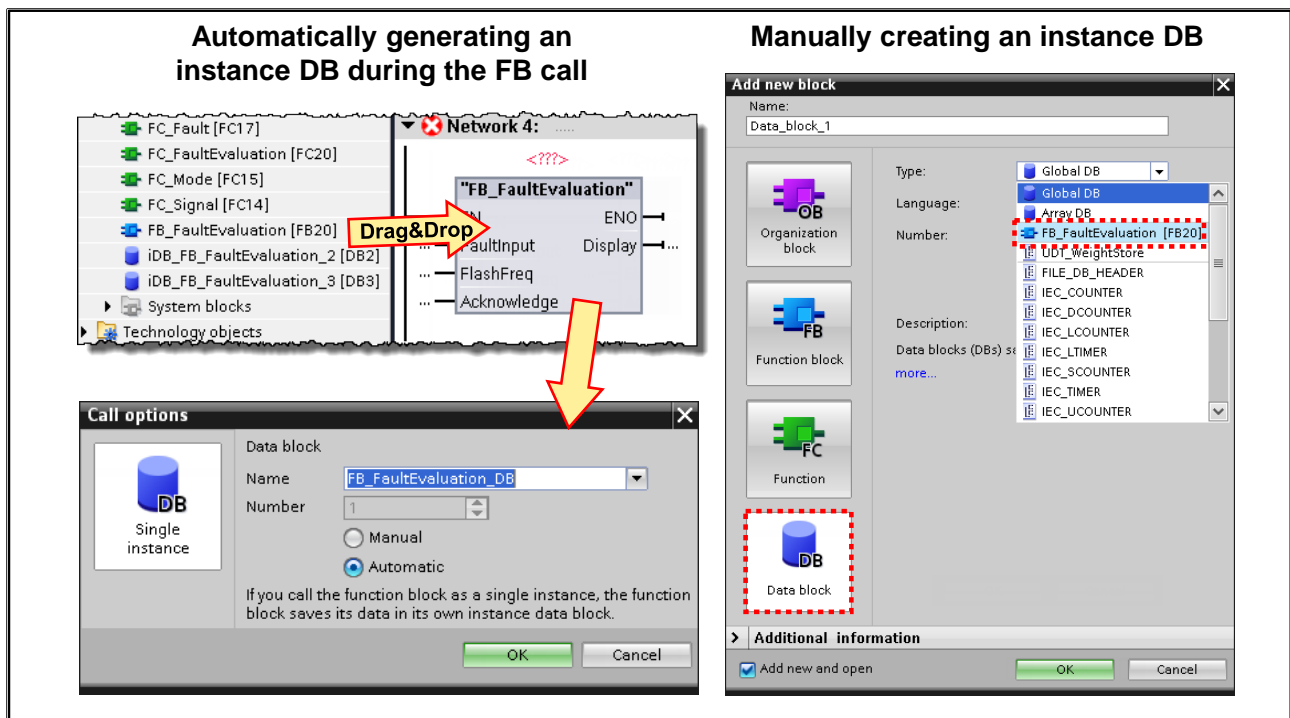 Automatically generating an
instance DB during the FB call
Manually creating an instance DB
FC_Fault [FC17]
FC_FaultEvaluation [FC20]
FC_Mode [FC15]
FC_Signal [FC14]
FB_FaultEvaluation [FB20]
iDB_FB_FaultEvaluation_2 [DB2]
iDB_FB_FaultEvaluation_3 [DB3]
System blocks
Technology objects
Network 4: .....
<???>
"FB_FaultEvaluation"
ENO
Drag&Drop
FaultInput Display ...
... FlashFreq
... Acknowledge
Call options
DB
Single
instance
Data block
Name FB_FaultEvaluation_DB
Number 1
Manual
Automatic
If you call the function block as a single instance, the function
block saves its data in its own instance data block.
OK Cancel
Add new block
Name:
Data_block_1
OB
Organization
block
FB
Function block
FC
Function
DB
Data block
Type: Global DB
Language:
Number:
Description:
Data blocks (DBs)
more...
Global DB
Array DB
FB_FaultEvaluation [FB20]
UDT_WeightStore
FILE_DB_HEADER
IEC_COUNTER
IEC_DCOUNTER
IEC_LCOUNTER
IEC_LTIMER
IEC_SCOUNTER
IEC_TIMER
IEC_UCOUNTER
Additional information
Add new and open OK Cancel